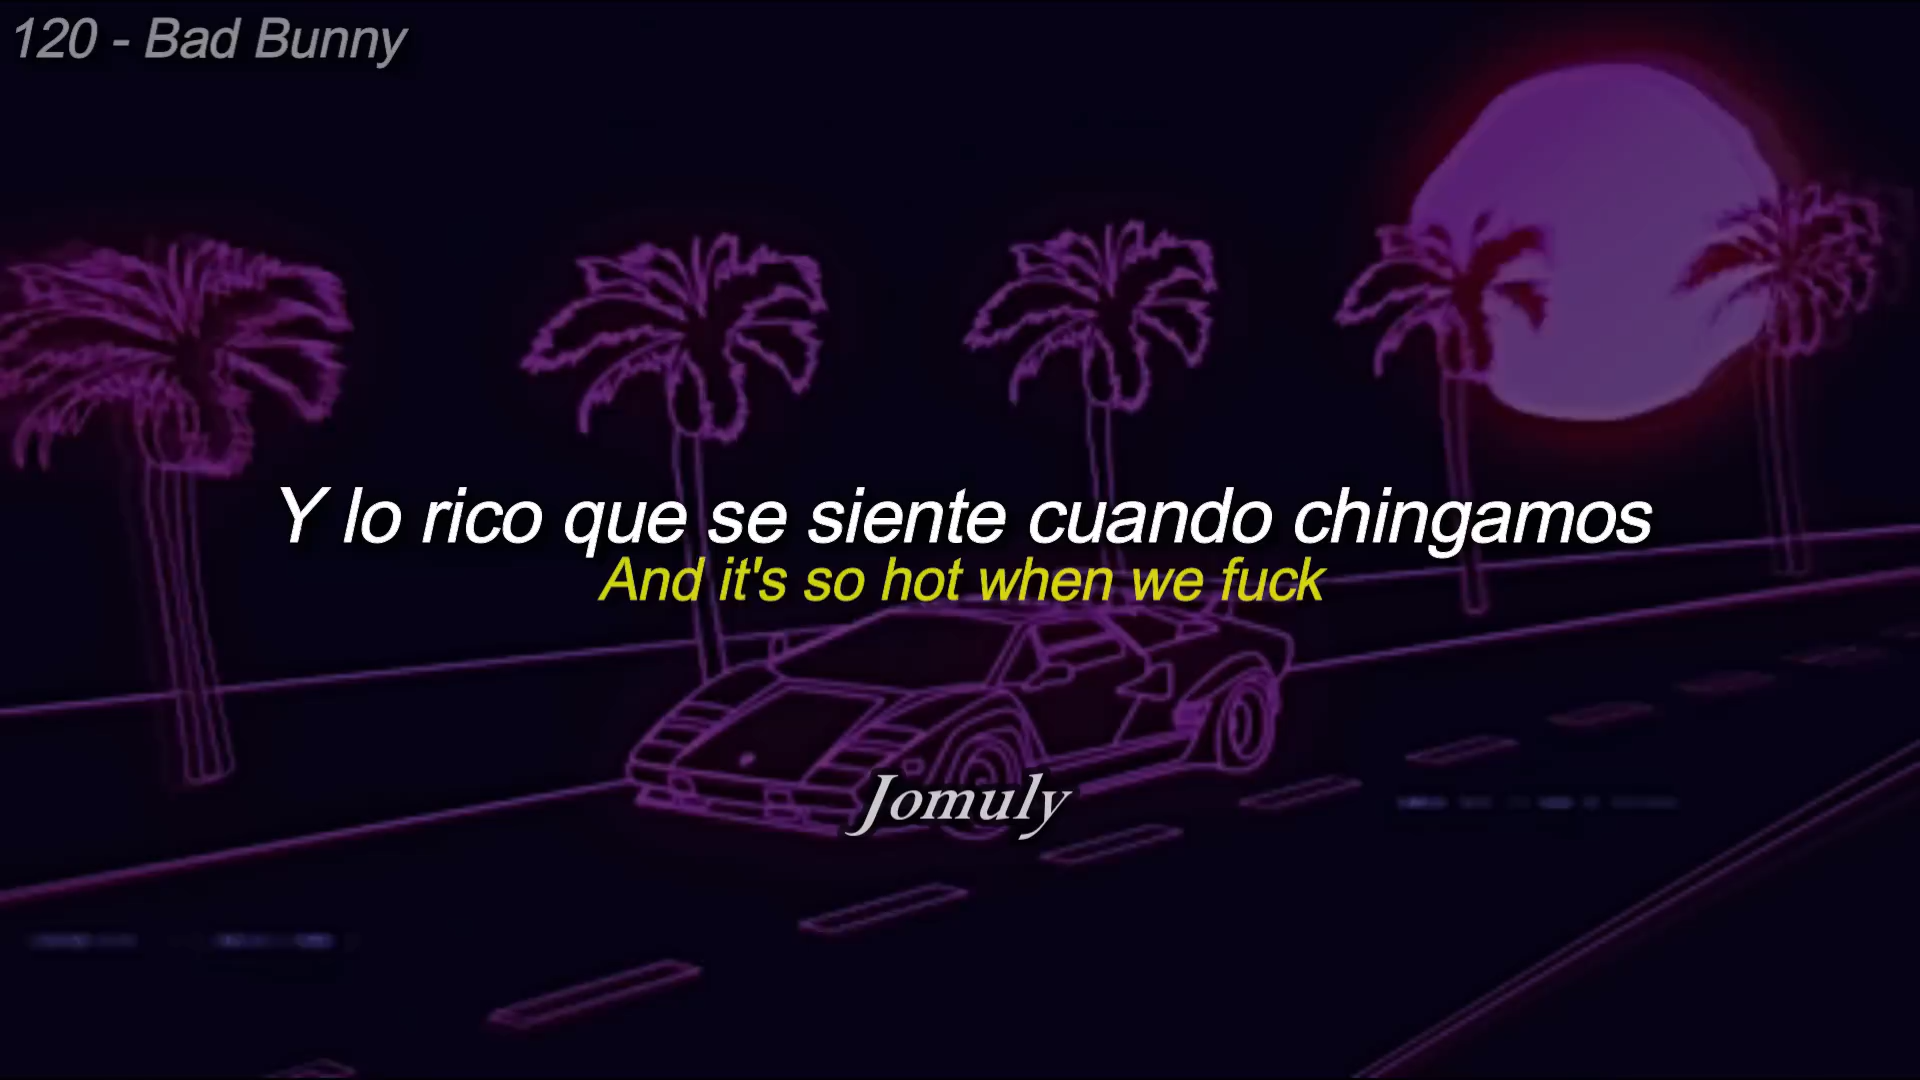 120 - Bad Bunny
Y lo rico que se siente cuando chingamos
And it's so hot when we fuck
Jomuly